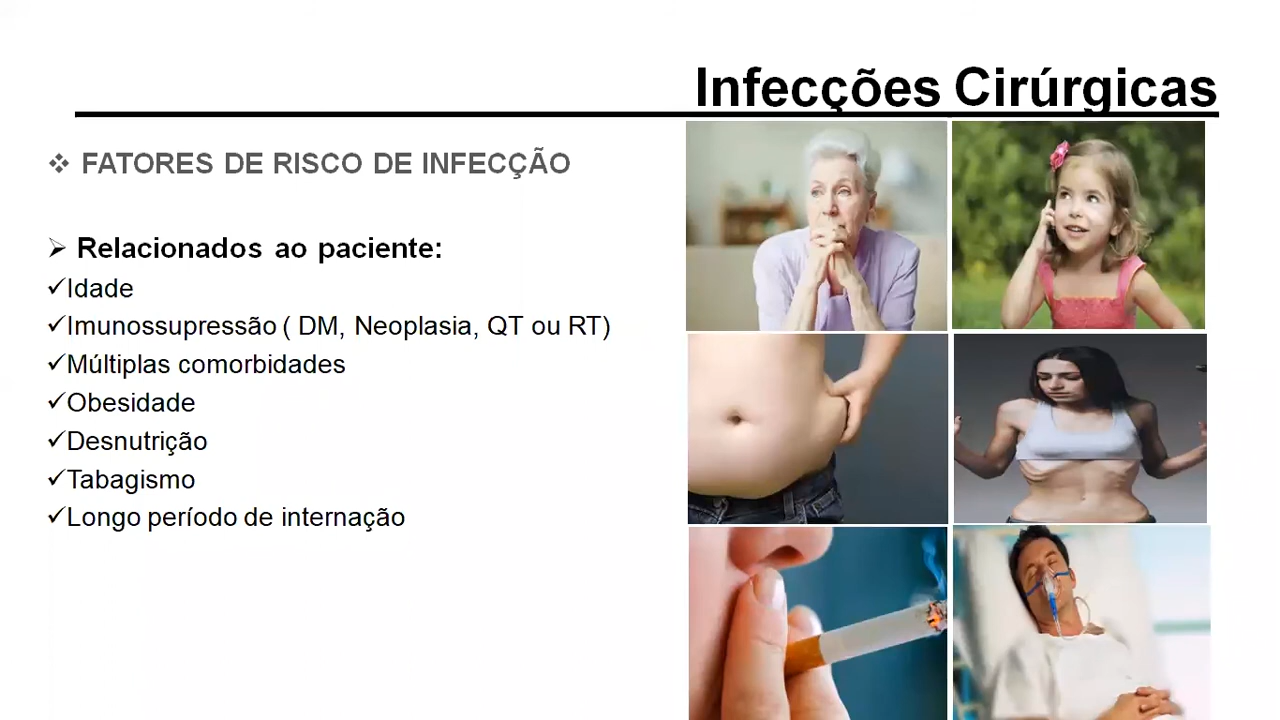 Infecções Cirúrgicas
❖ FATORES DE RISCO DE INFECÇÃO
➢ Relacionados ao paciente:
✓Idade
✓Imunossupressão ( DM, Neoplasia, QT ou RT)
✓Múltiplas comorbidades
✓Obesidade
✓Desnutrição
✓Tabagismo
✓Longo período de internação